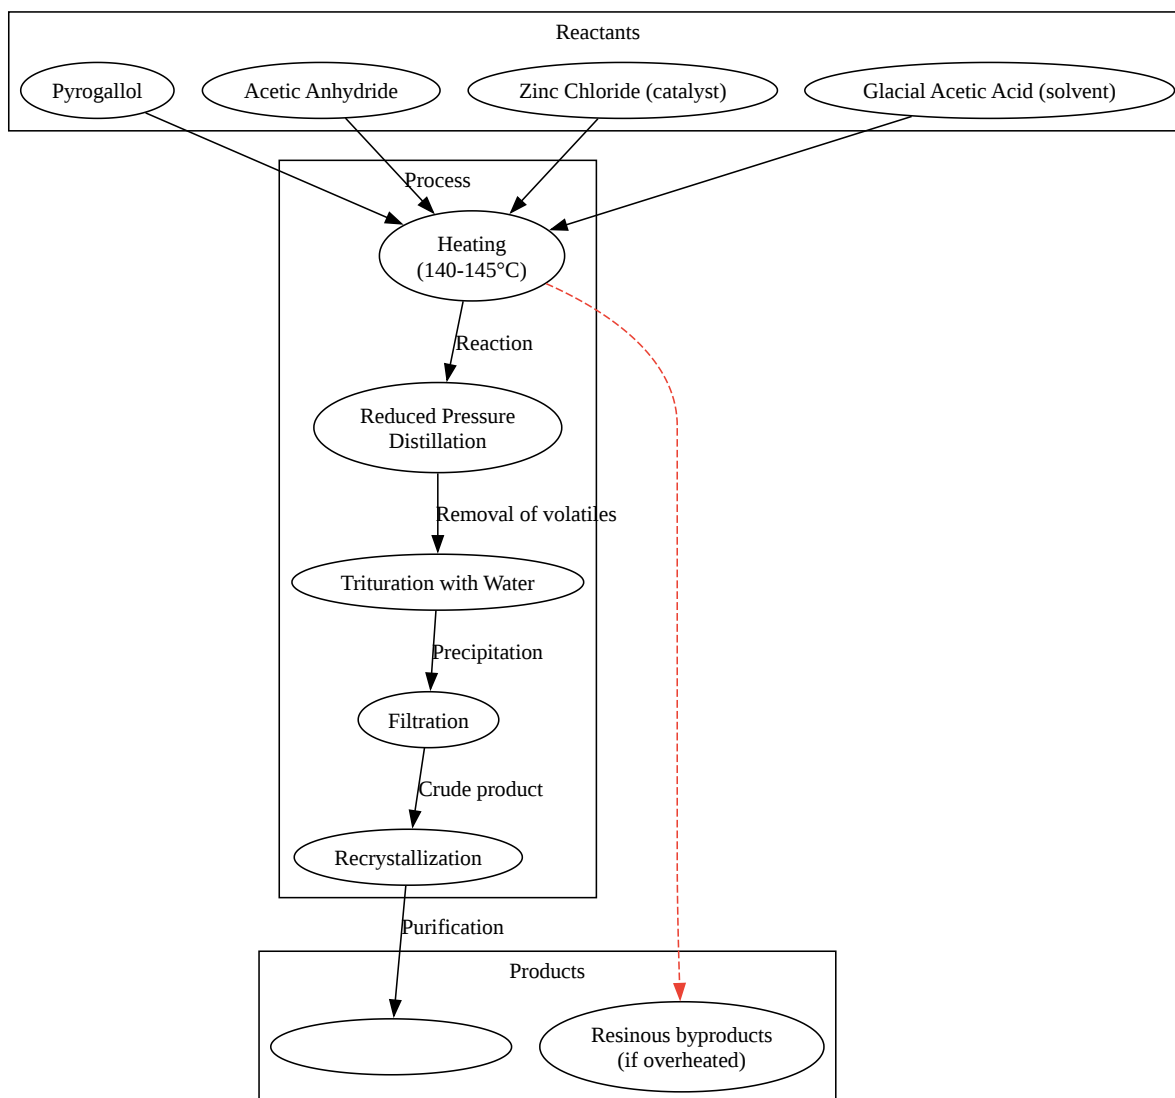 Reactants
Pyrogallol
Acetic Anhydride
Zinc Chloride (catalyst)
Glacial Acetic Acid (solvent)
Process
Heating
(140-145°C)
Reaction
Reduced Pressure
Distillation
Removal of volatiles
Trituration with Water
Precipitation
Filtration
Crude product
Recrystallization
Purification
Products
Resinous byproducts
(if overheated)